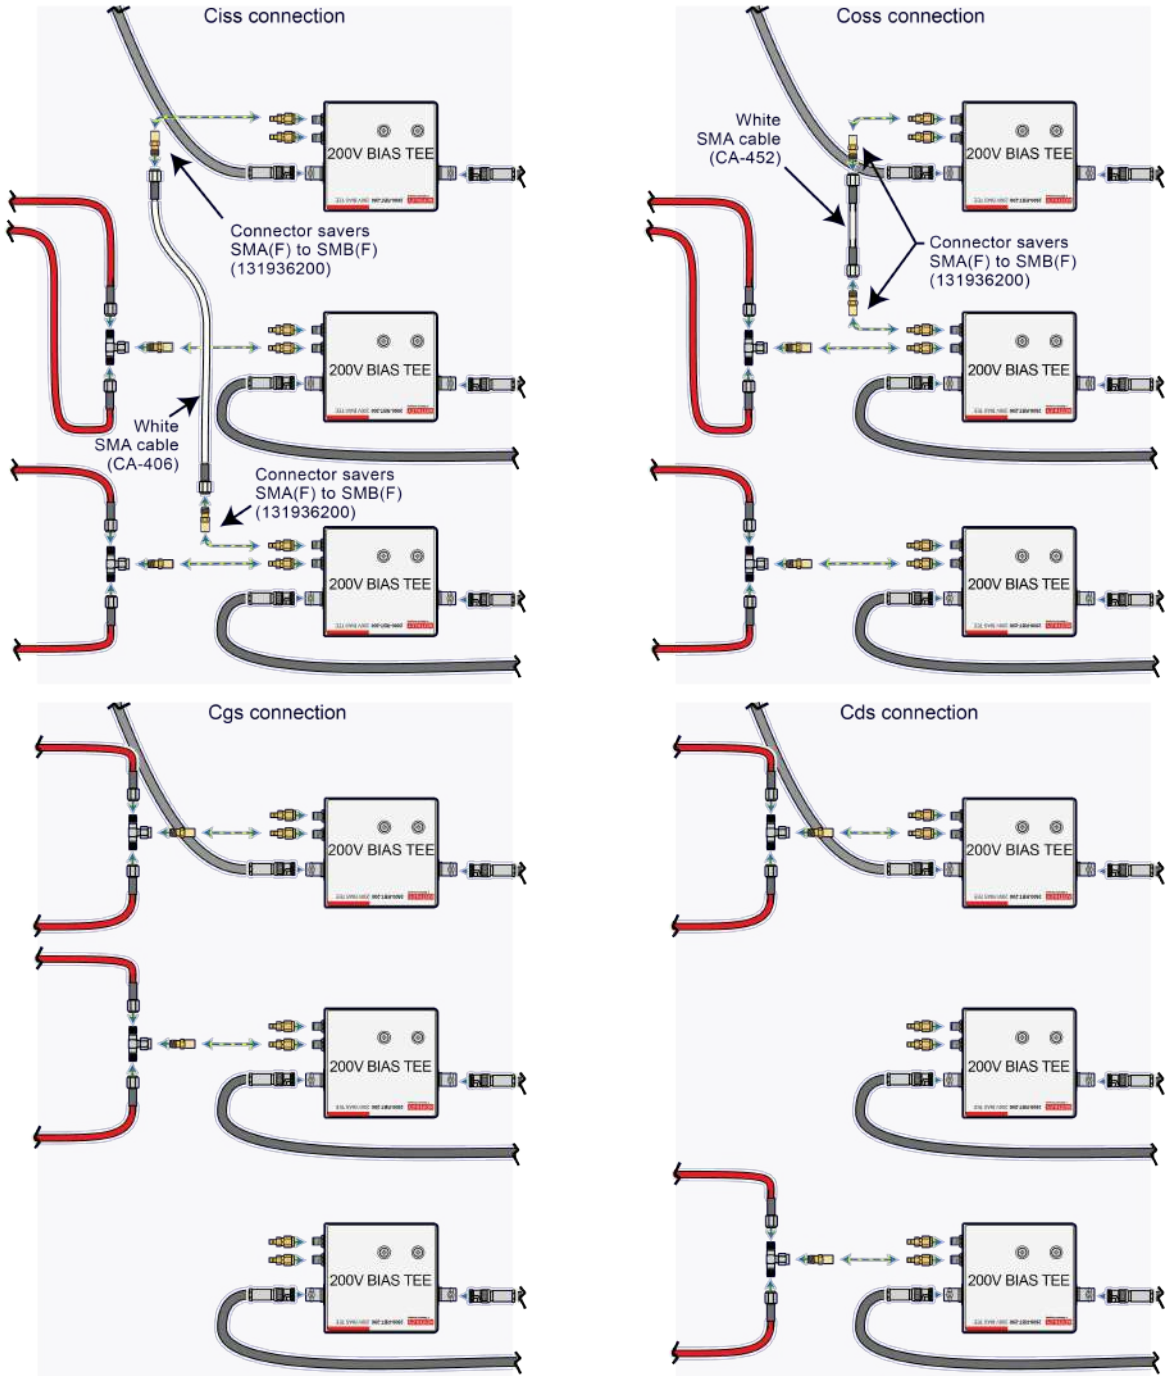 Ciss connection
200V BIAS TEE
Connector savers
SMA(F) to SMB(F)
(131936200)
200V BIAS TEE
White
SMA cable
(CA-406)
Connector savers
SMA(F) to SMB(F)
(131936200)
200V BIAS TEE
Coss connection
White
SMA cable
(CA-452)
200V BIAS TEE
Connector savers
SMA(F) to SMB(F)
(131936200)
200V BIAS TEE
200V BIAS TEE
Cgs connection
200V BIAS TEE
200V BIAS TEE
200V BIAS TEE
Cds connection
200V BIAS TEE
200V BIAS TEE
200V BIAS TEE